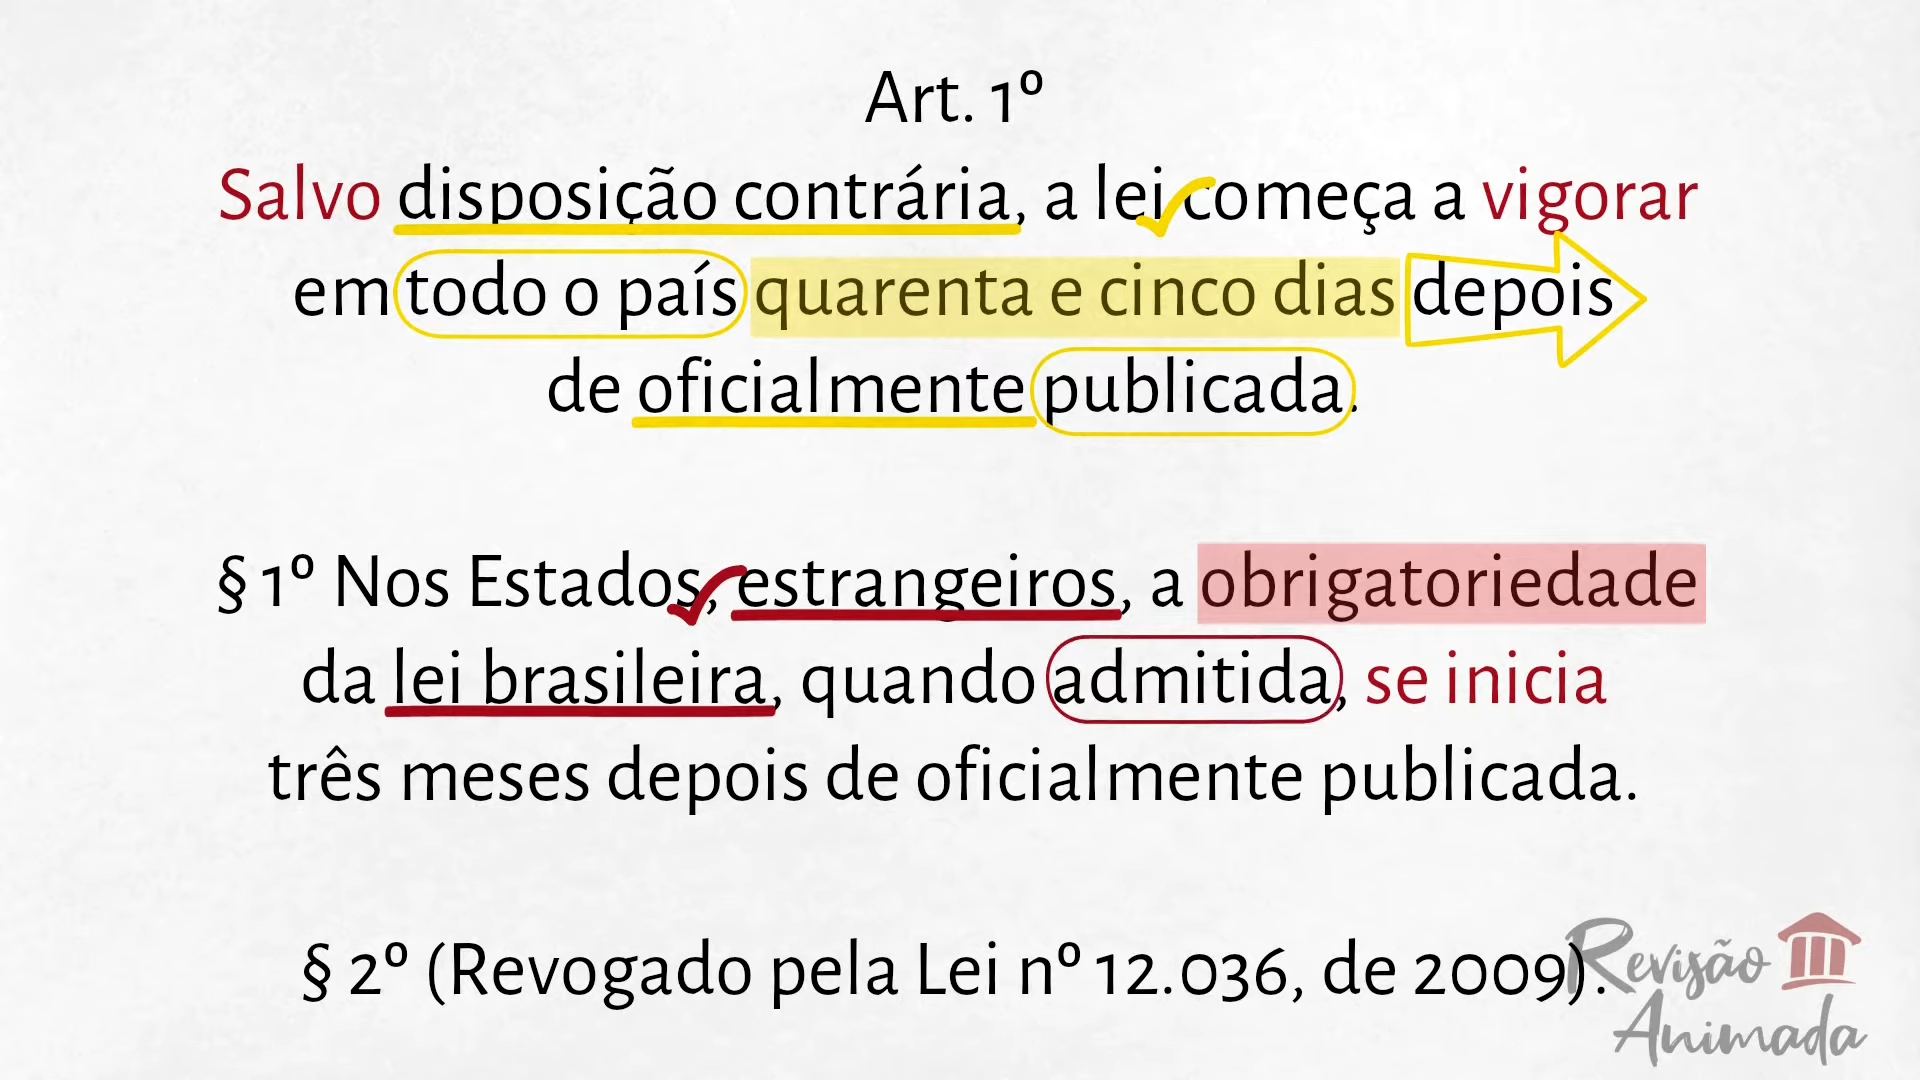 Art. 1º
Salvo disposição contrária, a lei começa a vigorar
em todo o país quarenta e cinco dias depois
de oficialmente publicada.
§ 1º Nos Estados, estrangeiros, a obrigatoriedade
da lei brasileira, quando admitida, se inicia
três meses depois de oficialmente publicada.
§ 2º (Revogado pela Lei nº 12.036, de 2009).
Revisão
Animada